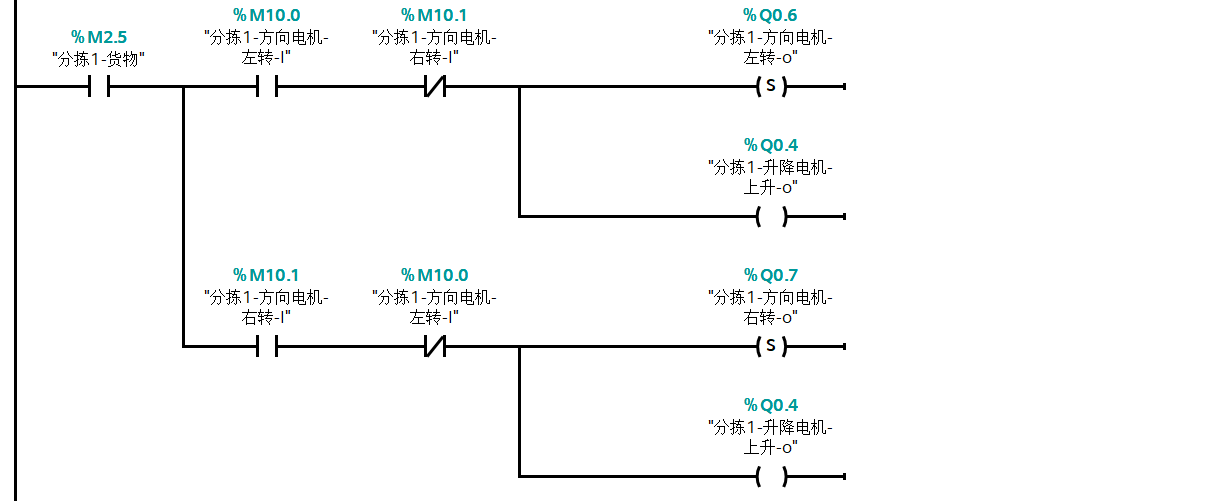 %M2.5
"分拣1-货物"
%M10.0
"分拣1-方向电机-
左转-I"
%M10.1
"分拣1-方向电机-
右转-I"
%Q0.6
"分拣1-方向电机-
左转-o"
S
%Q0.4
"分拣1-升降电机-
上升-o"
%M10.1
"分拣1-方向电机-
右转-I"
%M10.0
"分拣1-方向电机-
左转-I"
%Q0.7
"分拣1-方向电机-
右转-o"
S
%Q0.4
"分拣1-升降电机-
上升-o"